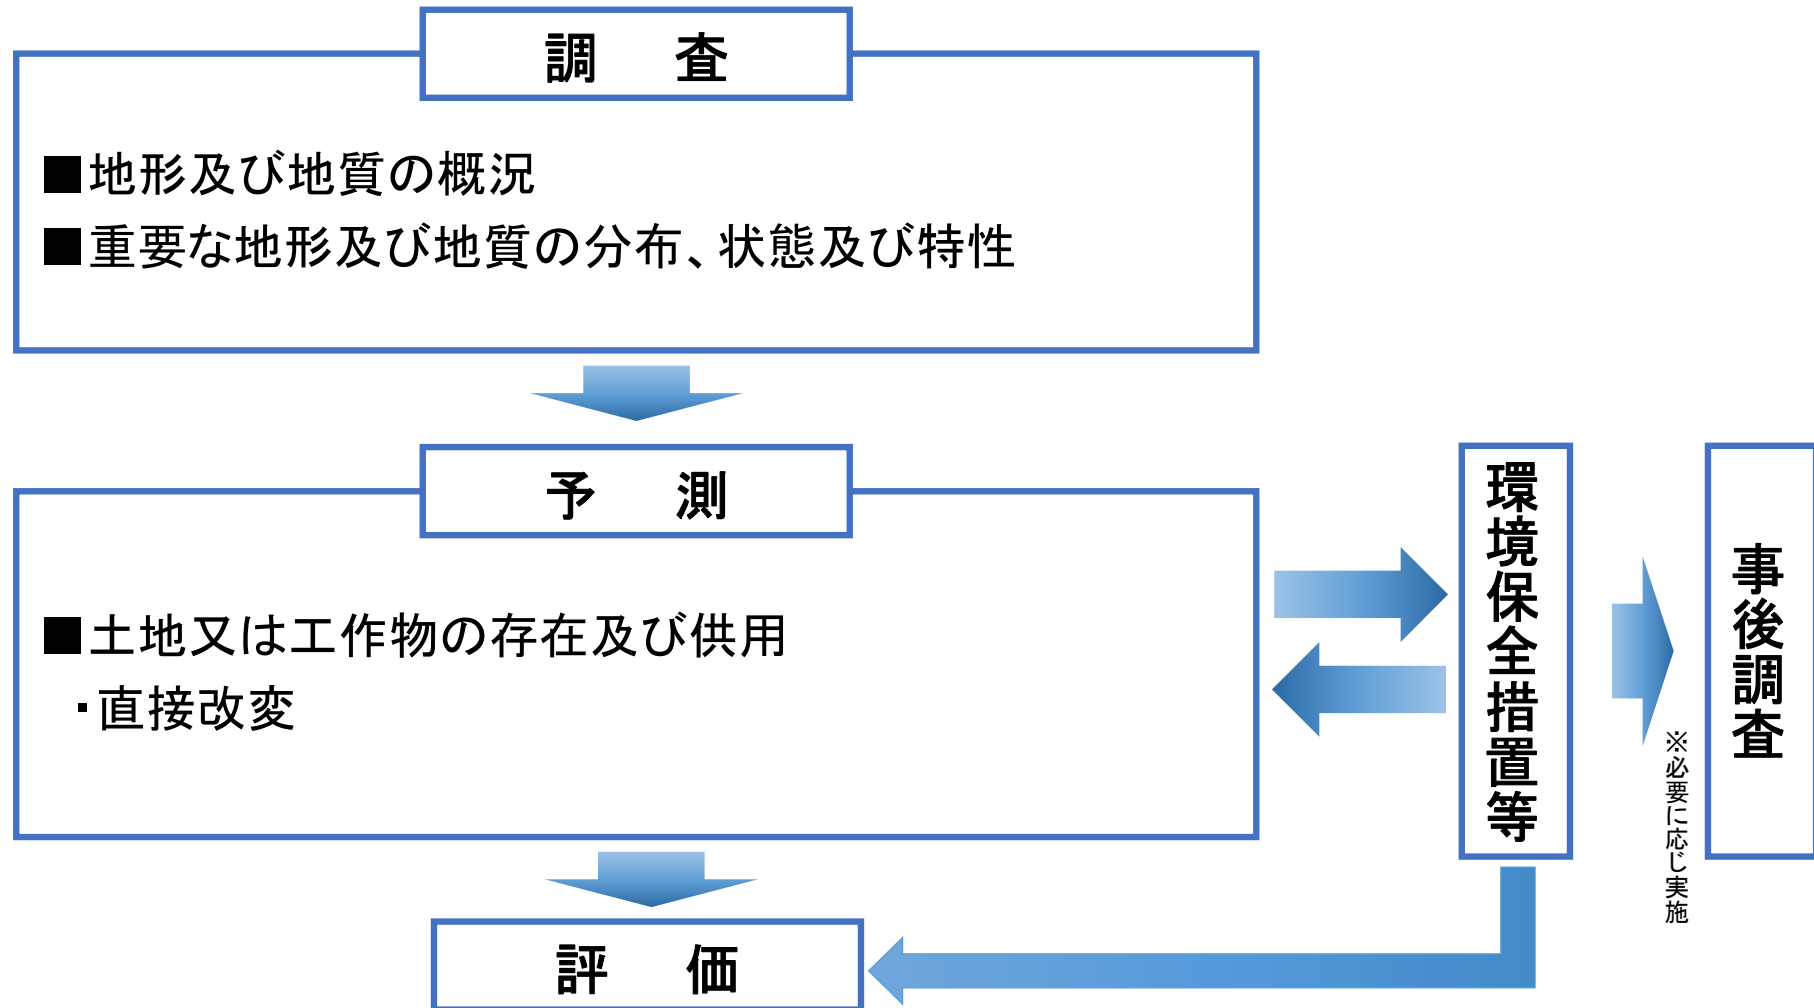 調　査
■地形及び地質の概況
■重要な地形及び地質の分布、状態及び特性
予　測
■土地又は工作物の存在及び供用
・直接改変
環境保全措置等
事後調査
※必要に応じ実施
評　価